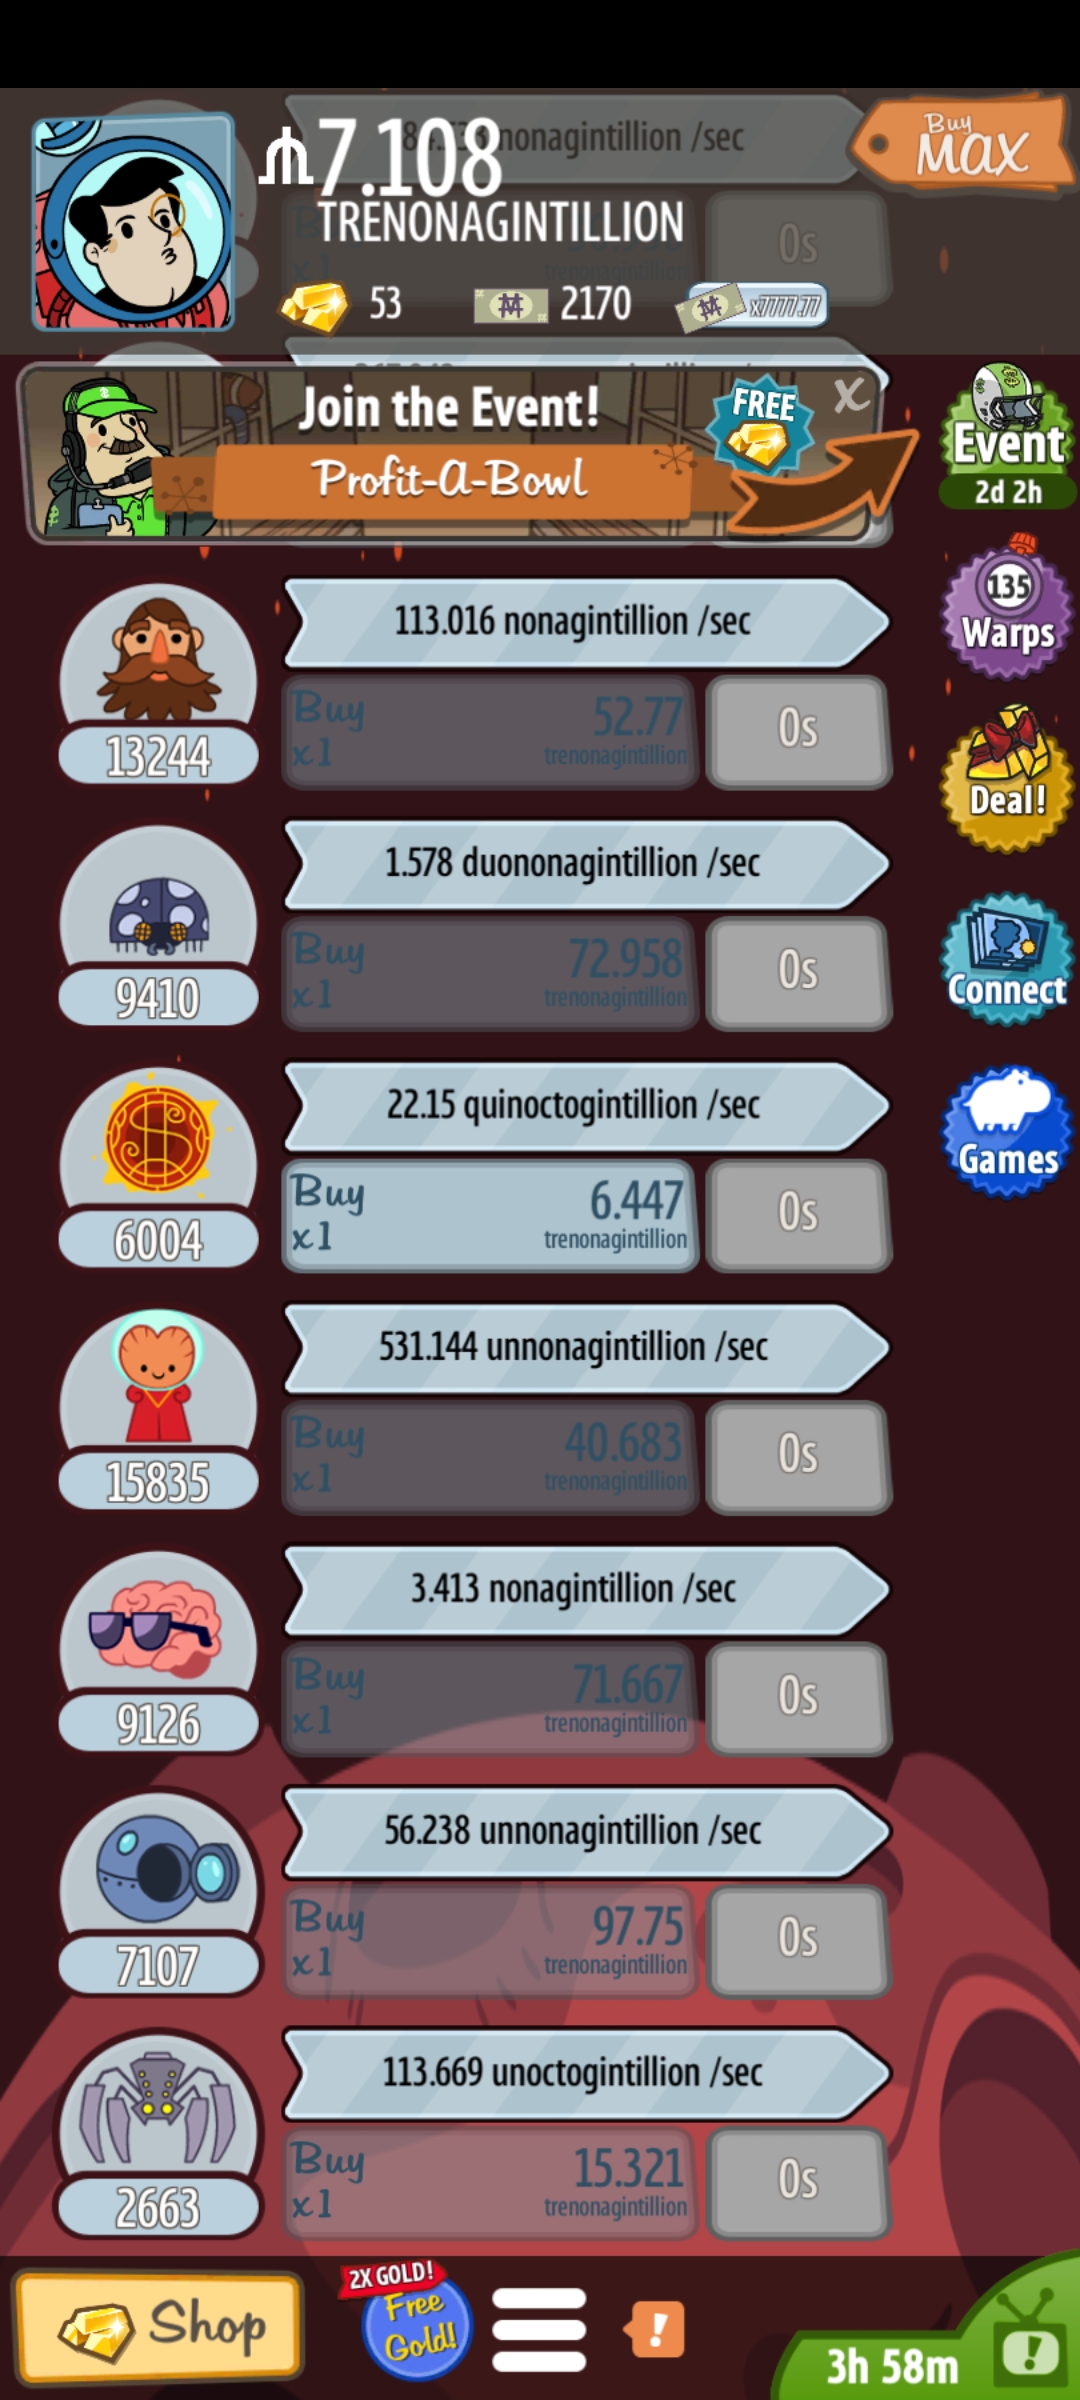 nonagintillion /sec
7.108
TRENONAGINTILLION
Buy
MAX
0s
53
2170
x7777.77
Join the Event!
Profit-A-Bowl
FREE
X
Event
2d 2h
113.016 nonagintillion /sec
Buy
x1
52.77
trenonagintillion
0s
13244
135
Warps
1.578 duononagintillion /sec
Buy
x1
72.958
trenonagintillion
0s
9410
Deal!
Connect
22.15 quinoctogintillion /sec
Buy
x1
6.447
trenonagintillion
0s
6004
Games
531.144 unnonagintillion /sec
Buy
x1
40.683
trenonagintillion
0s
15835
3.413 nonagintillion /sec
Buy
x1
71.667
trenonagintillion
0s
9126
56.238 unnonagintillion /sec
Buy
x1
97.75
trenonagintillion
0s
7107
113.669 unoctogintillion /sec
Buy
x1
15.321
trenonagintillion
0s
2663
Shop
2X GOLD!
Free
Gold!
!
3h 58m
!